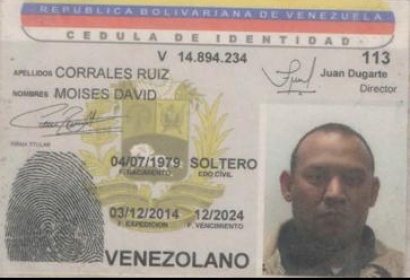 REPUBLICA BOLIVARIANA DE VENEZUELA
CEDULA DE IDENTIDAD
V 14.894.234 113
APELLIDOS CORRALES RUIZ
Juan Dugarte
Director
NOMBRES MOISES DAVID
FIRMA TITULAR
04/07/1979 SOLTERO
F. NACIMIENTO EDO CIVIL
03/12/2014 12/2024
F. EXPEDICION F. VENCIMIENTO
VENEZOLANO